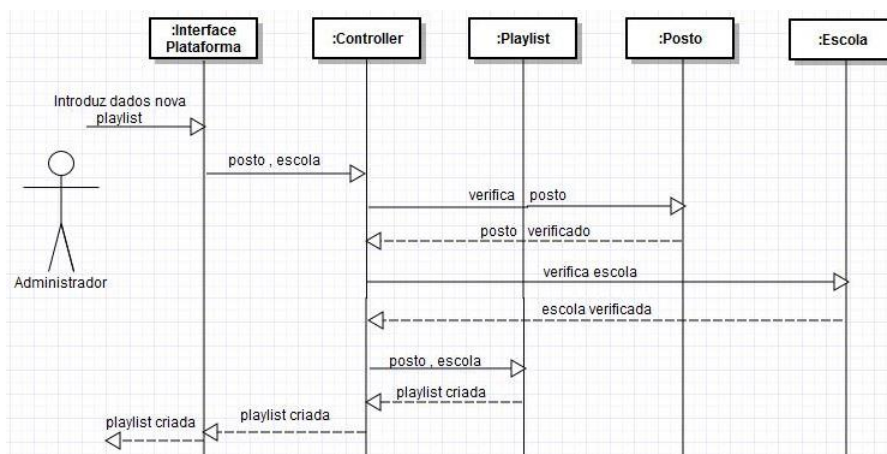 :Interface
Plataforma
:Controller
:Playlist
:Posto
:Escola
Introduz dados nova
playlist
posto , escola
verifica posto
posto verificado
Administrador
verifica escola
escola verificada
posto , escola
playlist criada
playlist criada
playlist criada